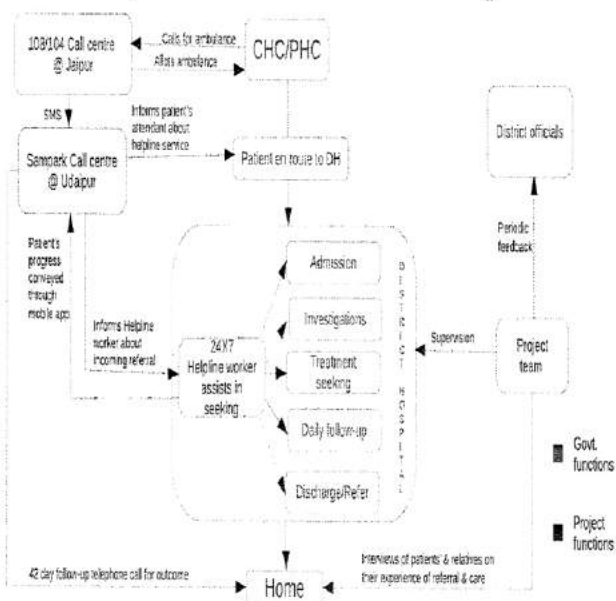 108/104 Call centre
@ Jaipur
Calls for ambulance
Allots ambulance
CHC/PHC
SMS
Informs patient's
attendant about
helpline service
Sampark Call centre
@ Udaipur
Patient en route to DH
District officials
Periodic
feedback
Patient's
progress
conveyed
through
mobile app
Informs Helpline
worker about
incoming referral
24X7
Helpline worker
assists in
seeking
Admission
Investigations
Treatment
seeking
Daily follow-up
Discharge/Refer
DISTRICT HOSPITAL
Supervision
Project
team
Govt.
functions
Project
functions
42 day follow-up telephone call for outcome
Home
Interviews of patients' & relatives on
their experience of referral & care